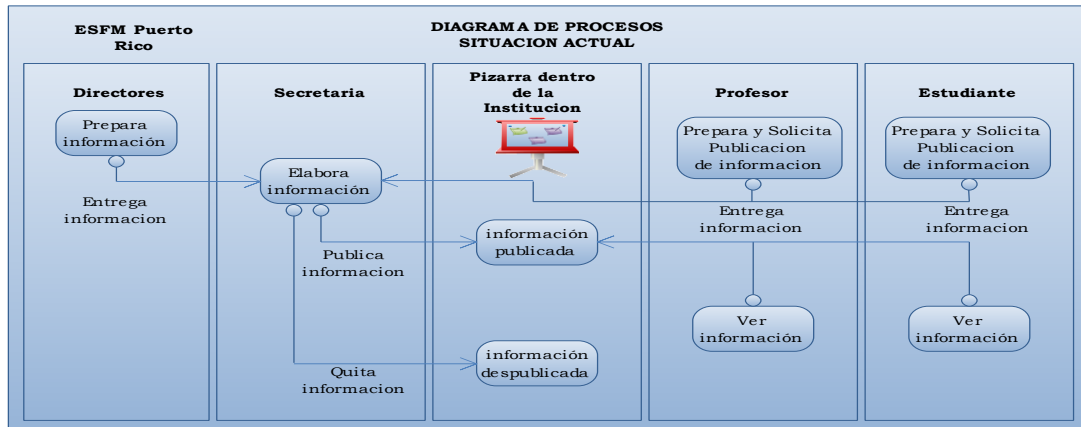 ESFM Puerto
Rico
DIAGRAMA DE PROCESOS
SITUACION ACTUAL
Directores
Secretaria
Pizarra dentro
de la
Institucion
Profesor
Estudiante
Prepara
información
Entrega
informacion
Elabora
información
Publica
informacion
Quita
informacion
información
publicada
información
despublicada
Prepara y Solicita
Publicacion
de informacion
Entrega
informacion
Ver
información
Prepara y Solicita
Publicacion
de informacion
Entrega
informacion
Ver
información